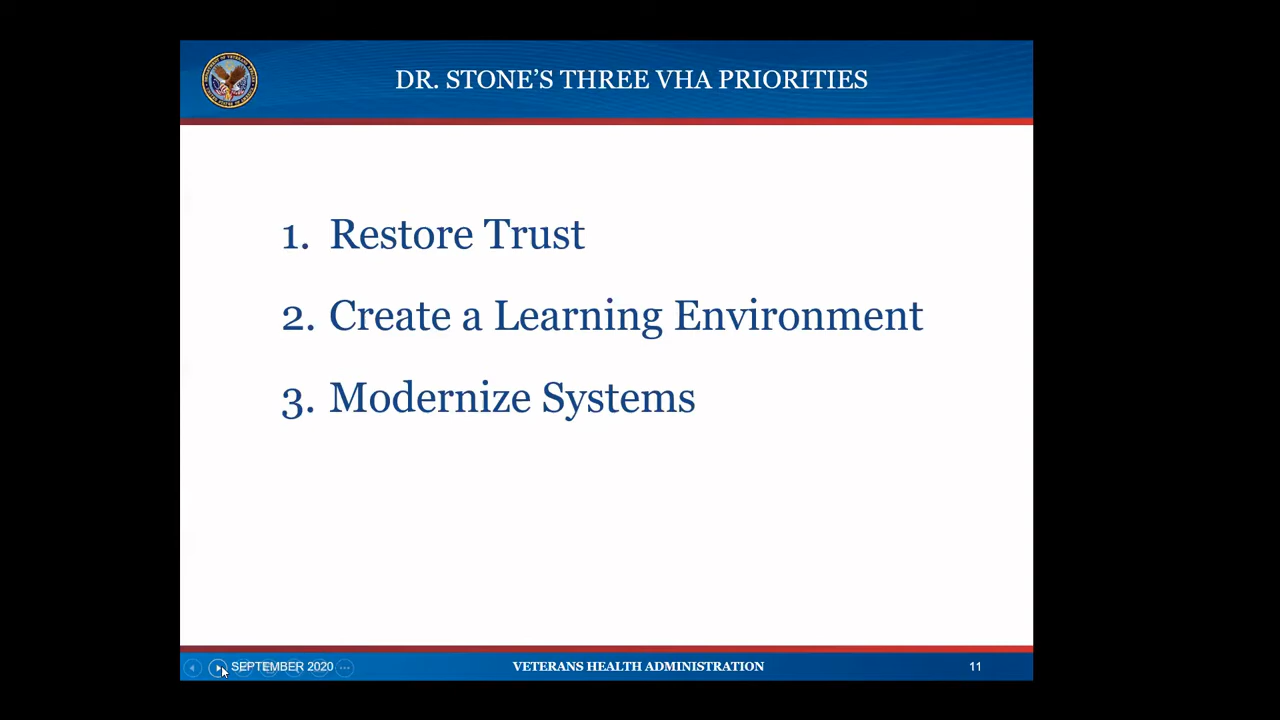 DR. STONE’S THREE VHA PRIORITIES
1. Restore Trust
2. Create a Learning Environment
3. Modernize Systems
SEPTEMBER 2020
VETERANS HEALTH ADMINISTRATION
11